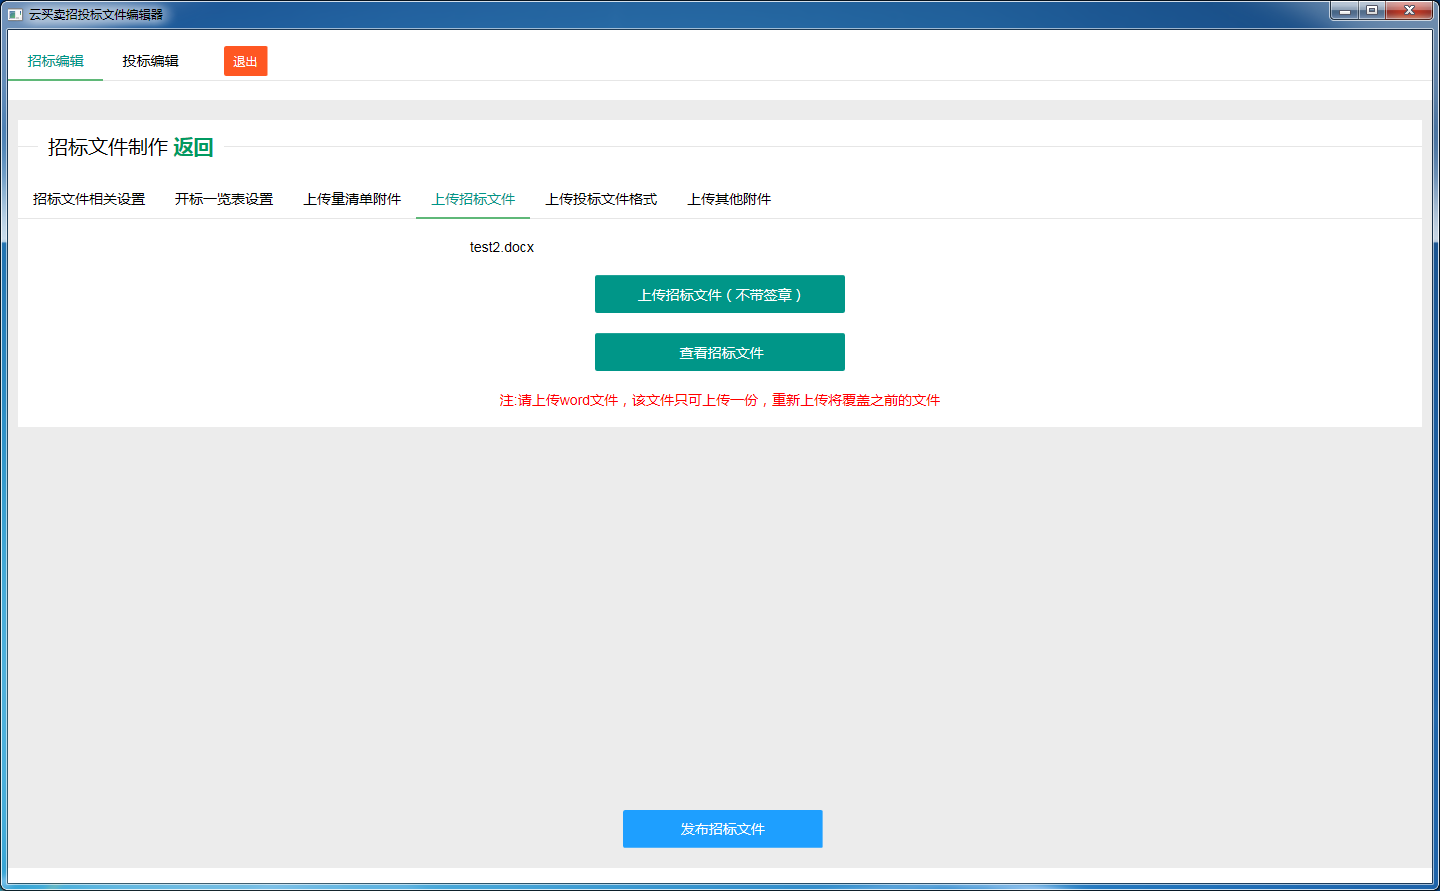 云买卖招投标文件编辑器
招标编辑 投标编辑 退出
招标文件制作 返回
招标文件相关设置 开标一览表设置 上传量清单附件 上传招标文件 上传投标文件格式 上传其他附件
test2.docx
上传招标文件（不带签章）
查看招标文件
注:请上传word文件，该文件只可上传一份，重新上传将覆盖之前的文件
发布招标文件